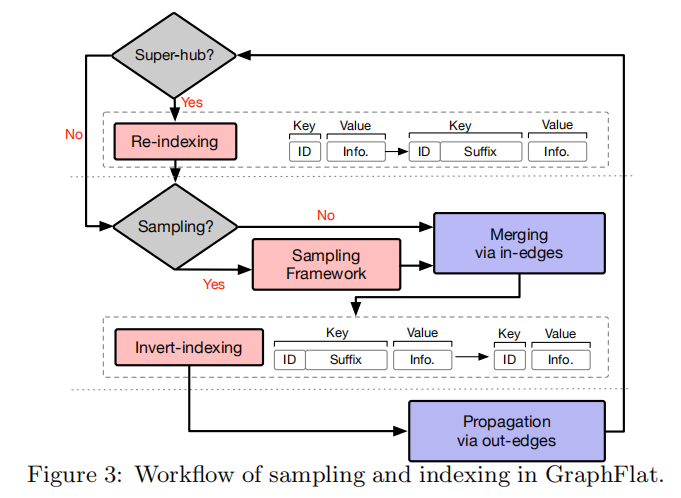 Super-hub?
Yes
No
Key Value Key Value
Re-indexing
ID Info. ID Suffix Info.
Sampling?
No
Merging
via in-edges
Sampling
Framework
Yes
Key Value Key Value
Invert-indexing
ID Suffix Info. ID Info.
Propagation
via out-edges
Figure 3: Workflow of sampling and indexing in GraphFlat.